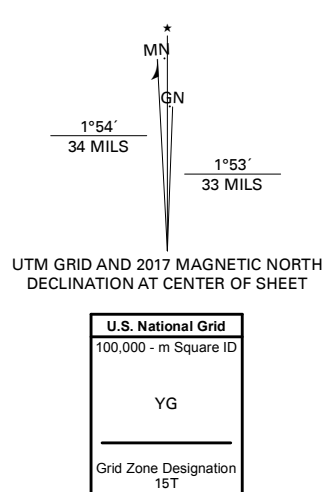 MN
GN
1°54´
34 MILS
1°53´
33 MILS
UTM GRID AND 2017 MAGNETIC NORTH
DECLINATION AT CENTER OF SHEET
U.S. National Grid
100,000 - m Square ID
YG
Grid Zone Designation
15T